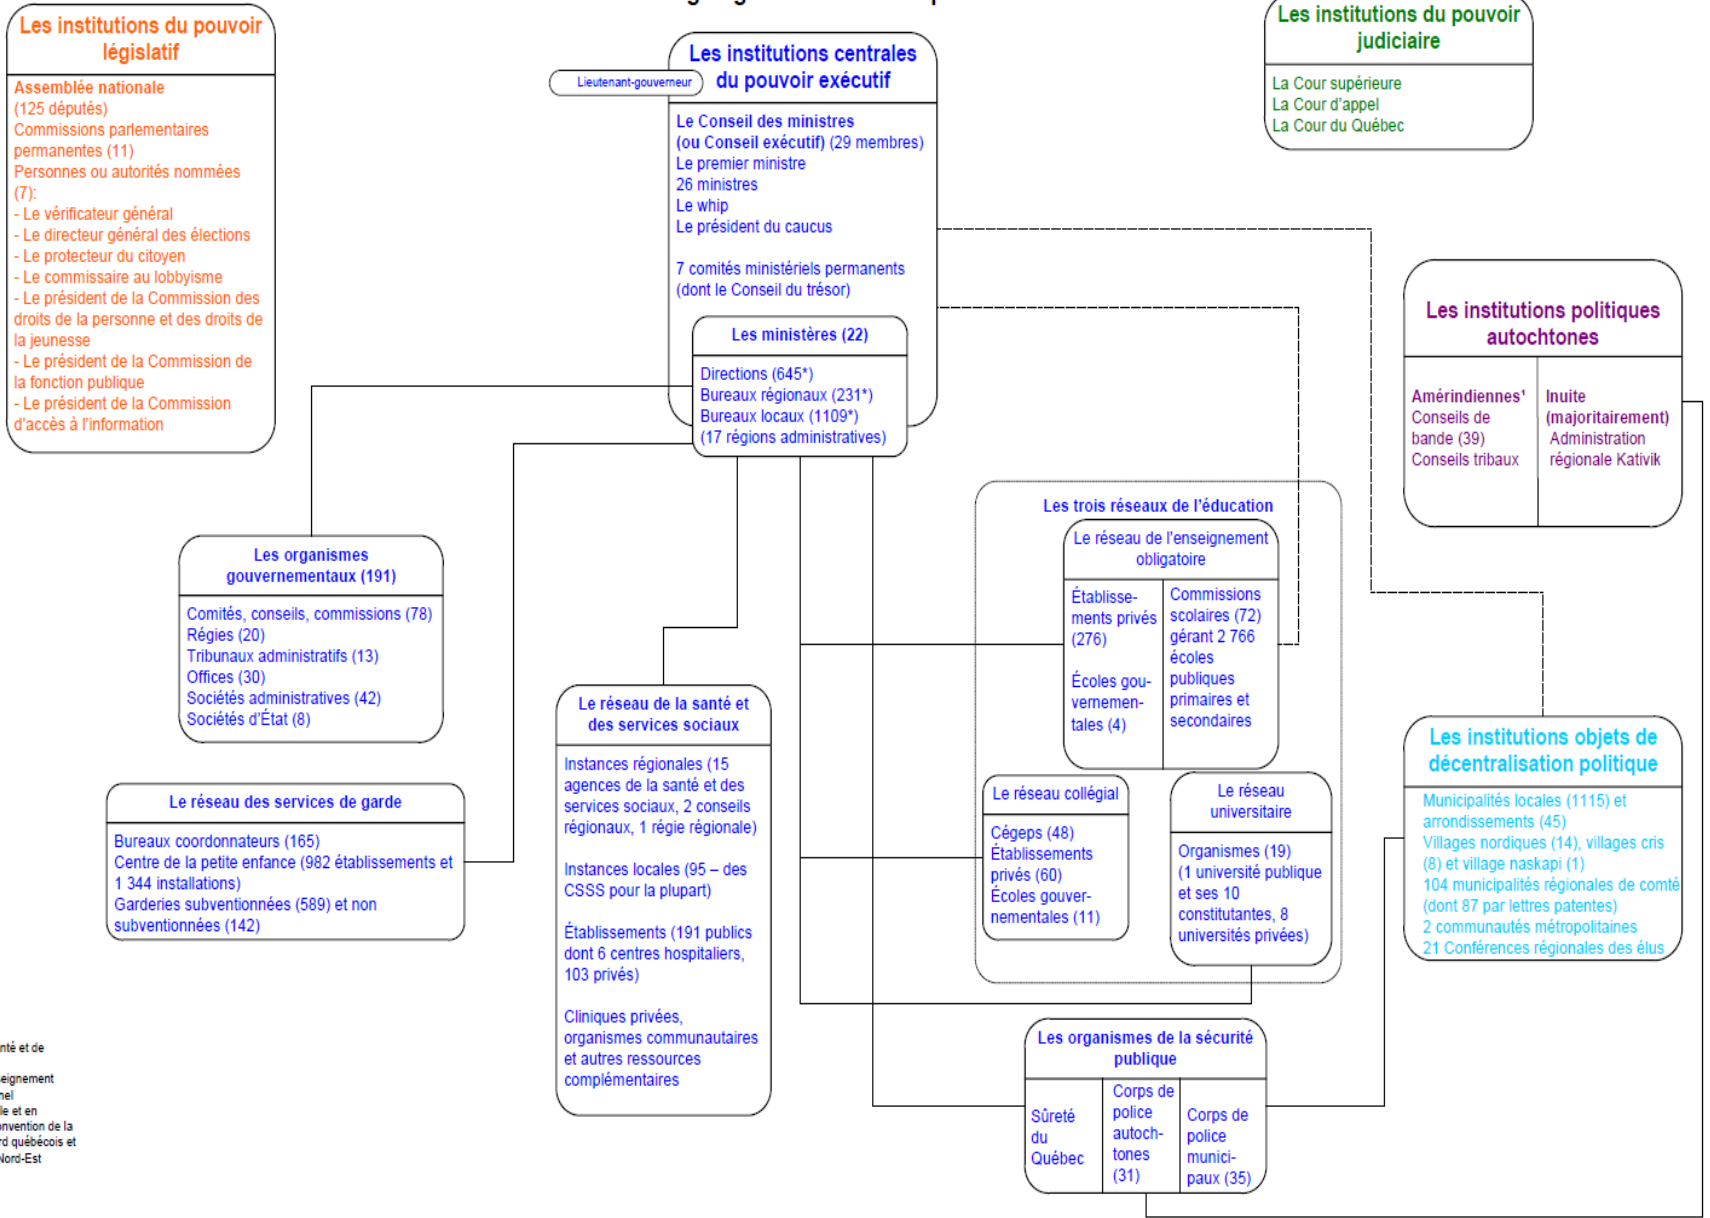 Les institutions du pouvoir
législatif
Assemblée nationale
(125 députés)
Commissions parlementaires
permanentes (11)
Personnes ou autorités nommées
(7):
- Le vérificateur général
- Le directeur général des élections
- Le protecteur du citoyen
- Le commissaire au lobbyisme
- Le président de la Commission des
droits de la personne et des droits de
la jeunesse
- Le président de la Commission de
la fonction publique
- Le président de la Commission
d'accès à l'information
Lieutenant-gouverneur
Les institutions centrales
du pouvoir exécutif
Le Conseil des ministres
(ou Conseil exécutif) (29 membres)
Le premier ministre
26 ministres
Le whip
Le président du caucus
7 comités ministériels permanents
(dont le Conseil du trésor)
Les ministères (22)
Directions (645*)
Bureaux régionaux (231*)
Bureaux locaux (1109*)
(17 régions administratives)
Les institutions du pouvoir
judiciaire
La Cour supérieure
La Cour d'appel
La Cour du Québec
Les institutions politiques
autochtones
Amérindiennes¹
Conseils de
bande (39)
Conseils tribaux
Inuite
(majoritairement)
Administration
régionale Kativik
Les organismes
gouvernementaux (191)
Comités, conseils, commissions (78)
Régies (20)
Tribunaux administratifs (13)
Offices (30)
Sociétés administratives (42)
Sociétés d'État (8)
Le réseau des services de garde
Bureaux coordonnateurs (165)
Centre de la petite enfance (982 établissements et
1 344 installations)
Garderies subventionnées (589) et non
subventionnées (142)
Le réseau de la santé et
des services sociaux
Instances régionales (15
agences de la santé et des
services sociaux, 2 conseils
régionaux, 1 régie régionale)
Instances locales (95 – des
CSSS pour la plupart)
Établissements (191 publics
dont 6 centres hospitaliers,
103 privés)
Cliniques privées,
organismes communautaires
et autres ressources
complémentaires
Les trois réseaux de l'éducation
Le réseau de l'enseignement
obligatoire
Établisse-
ments privés
(276)
Écoles gou-
vernemen-
tales (4)
Commissions
scolaires (72)
gérant 2 766
écoles
publiques
primaires et
secondaires
Le réseau collégial
Cégeps (48)
Établissements
privés (60)
Écoles gouver-
nementales (11)
Le réseau
universitaire
Organismes (19)
(1 université publique
et ses 10
constitutantes, 8
universités privées)
Les institutions objets de
décentralisation politique
Municipalités locales (1115) et
arrondissements (45)
Villages nordiques (14), villages cris
(8) et village naskapi (1)
104 municipalités régionales de comté
(dont 87 par lettres patentes)
2 communautés métropolitaines
21 Conférences régionales des élus
Les organismes de la sécurité
publique
Sûreté
du
Québec
Corps de
police
autoch-
tones
(31)
Corps de
police
munici-
paux (35)
nté et de
seignement
nel
le et en
onvention de la
rd québécois et
Nord-Est